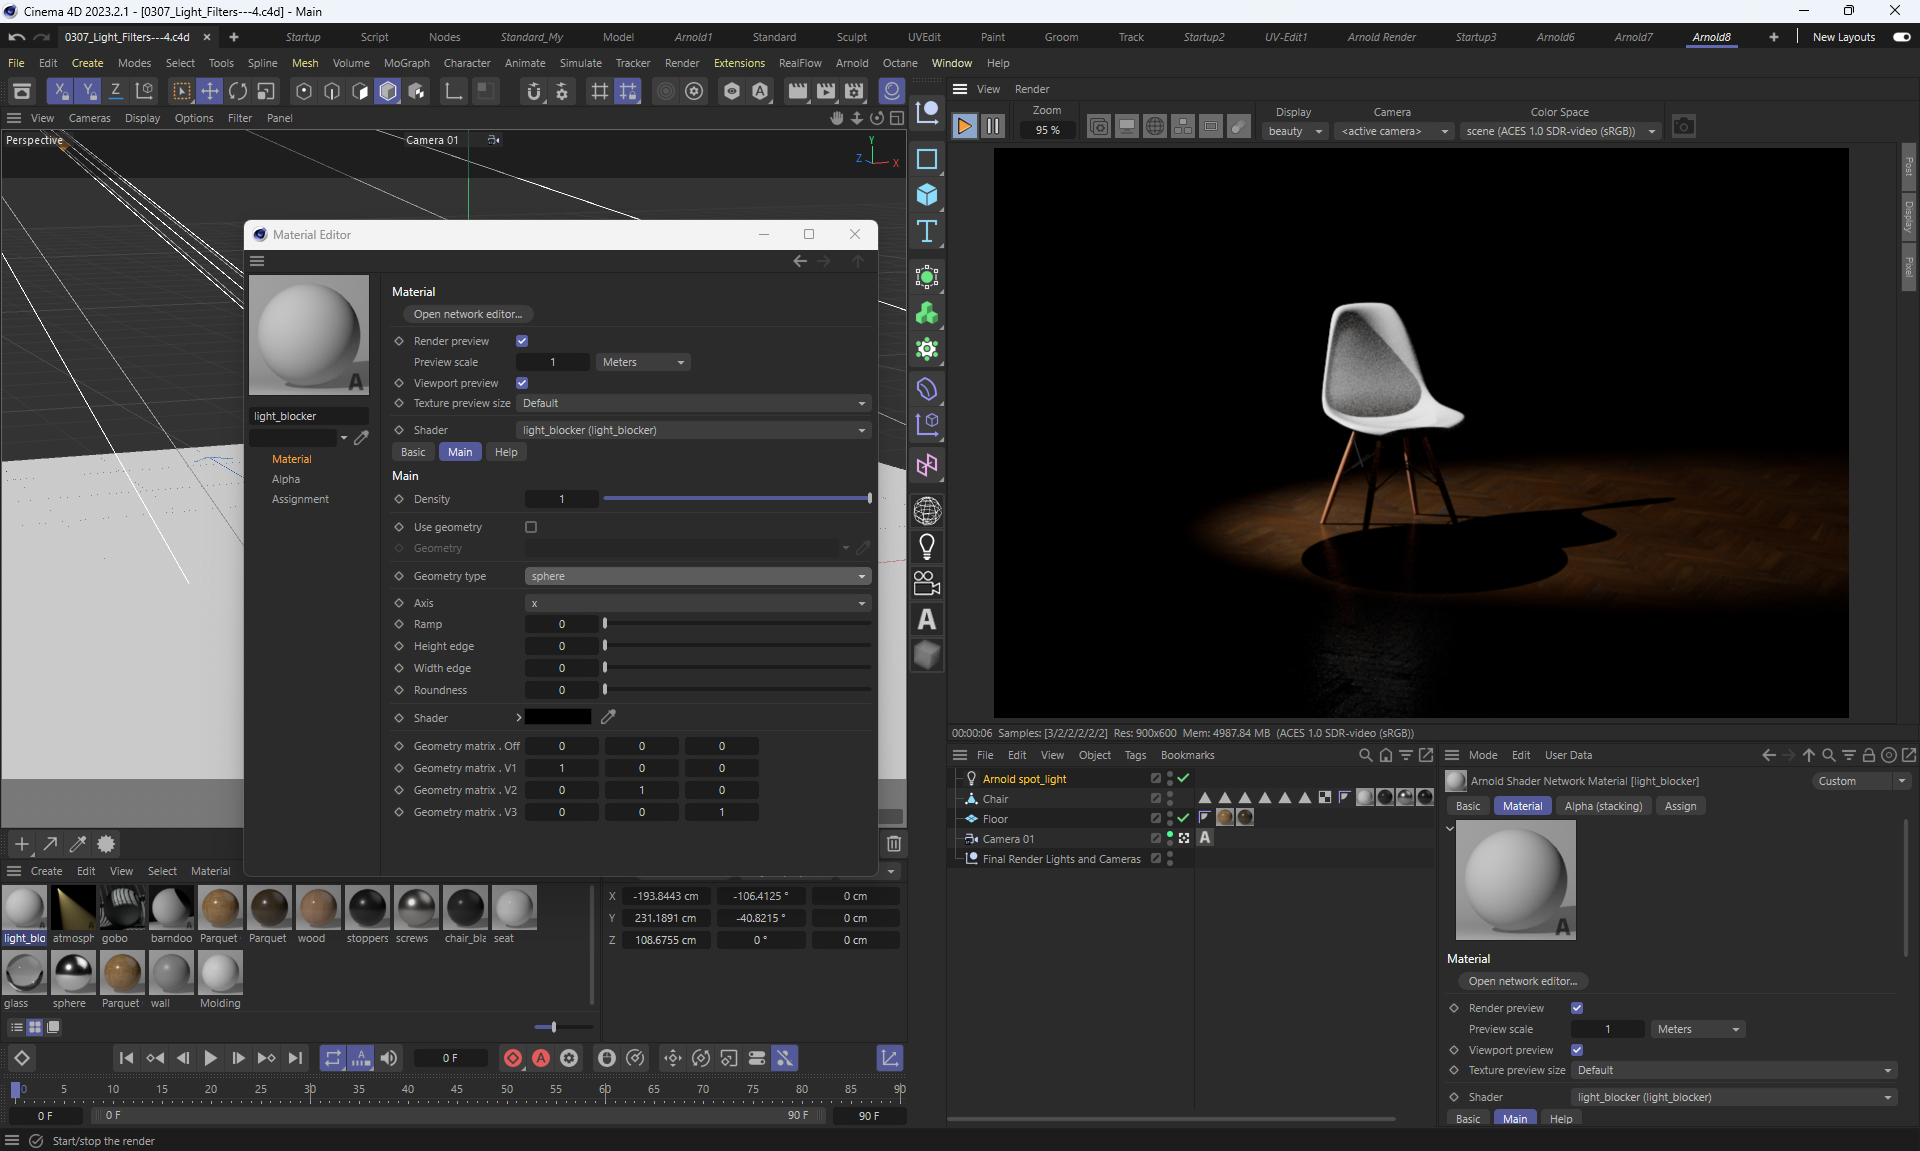 Cinema 4D 2023.2.1 - [0307_Light_Filters---4.c4d] - Main
0307_Light_Filters---4.c4d
Startup Script Nodes Standard_My Model Arnold1 Standard Sculpt UVEdit Paint Groom Track Startup2 UV-Edit1 Arnold Render Startup3 Arnold6 Arnold7 Arnold8 New Layouts
File Edit Create Modes Select Tools Spline Mesh Volume MoGraph Character Animate Simulate Tracker Render Extensions RealFlow Arnold Octane Window Help
View Render
Zoom
95 %
Display
beauty
Camera
<active camera>
Color Space
scene (ACES 1.0 SDR-video (sRGB))
View Cameras Display Options Filter Panel
Perspective
Camera 01
Y
Z
X
Post
Display
Pixel
Material Editor
Material
Open network editor...
Render preview
Preview scale 1 Meters
Viewport preview
Texture preview size Default
light_blocker
Shader light_blocker (light_blocker)
Basic Main Help
Material
Alpha
Assignment
Main
Density 1
Use geometry
Geometry
Geometry type sphere
Axis x
Ramp 0
Height edge 0
Width edge 0
Roundness 0
Shader
Geometry matrix . Off 0 0 0
Geometry matrix . V1 1 0 0
Geometry matrix . V2 0 1 0
Geometry matrix . V3 0 0 1
00:00:06 Samples: [3/2/2/2/2/2] Res: 900x600 Mem: 4987.84 MB (ACES 1.0 SDR-video (sRGB))
File Edit View Object Tags Bookmarks
Arnold spot_light
Chair
Floor
Camera 01
Final Render Lights and Cameras
Mode Edit User Data
Arnold Shader Network Material [light_blocker]
Custom
Basic Material Alpha (stacking) Assign
Material
Open network editor...
Render preview
Preview scale 1 Meters
Viewport preview
Texture preview size Default
Shader light_blocker (light_blocker)
Basic Main Help
Create Edit View Select Material
light_blo atmosph gobo barndoo Parquet Parquet wood stoppers screws chair_bla seat
glass sphere Parquet wall Molding
X -193.8443 cm -106.4125 ° 0 cm
Y 231.1891 cm -40.8215 ° 0 cm
Z 108.6755 cm 0 ° 0 cm
0 F
0 5 10 15 20 25 30 35 40 45 50 55 60 65 70 75 80 85 90
0 F 0 F 90 F 90 F
Start/stop the render